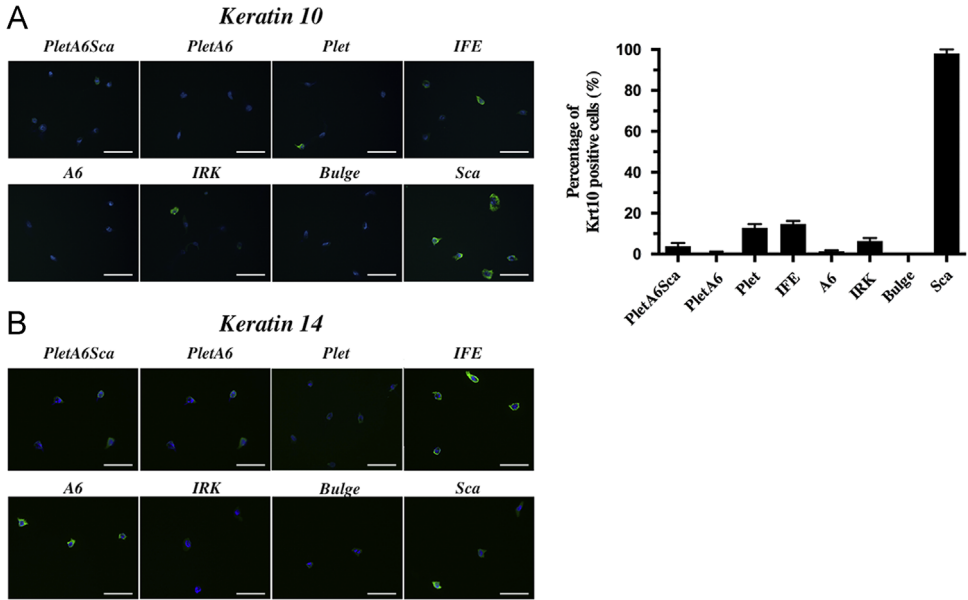 A
Keratin 10
PletA6Sca PletA6 Plet IFE
A6 IRK Bulge Sca
Percentage of
Krt10 positive cells (%)
100
80
60
40
20
0
PletA6Sca PletA6 Plet IFE A6 IRK Bulge Sca
B
Keratin 14
PletA6Sca PletA6 Plet IFE
A6 IRK Bulge Sca